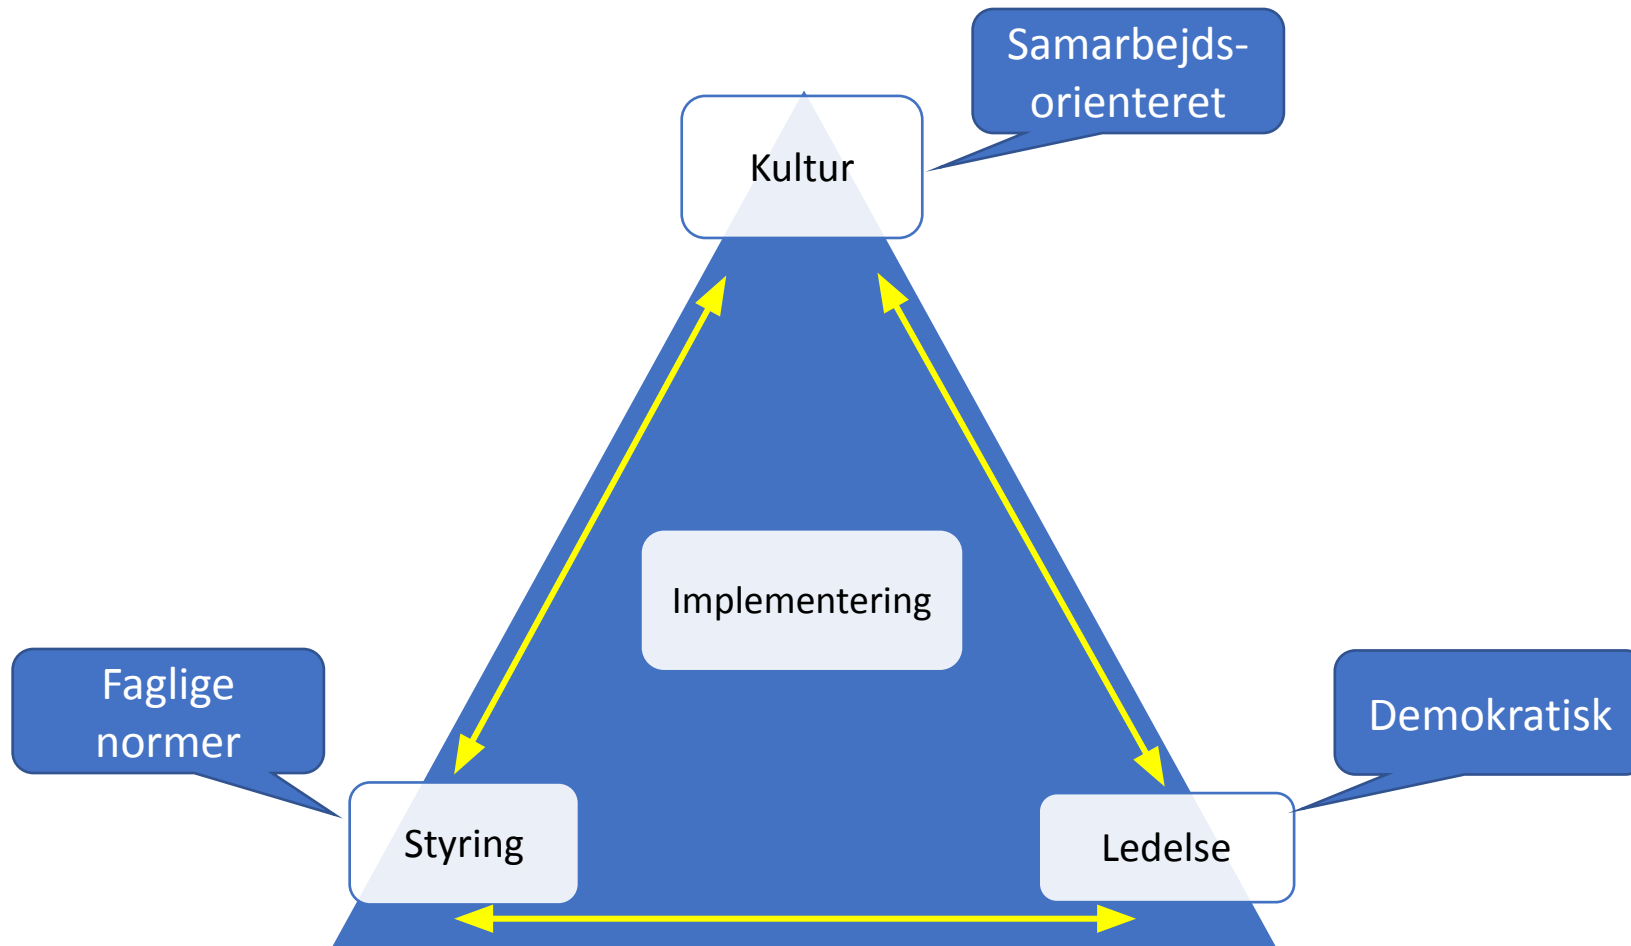 Samarbejds-
orienteret
Kultur
Implementering
Faglige
normer
Demokratisk
Styring
Ledelse